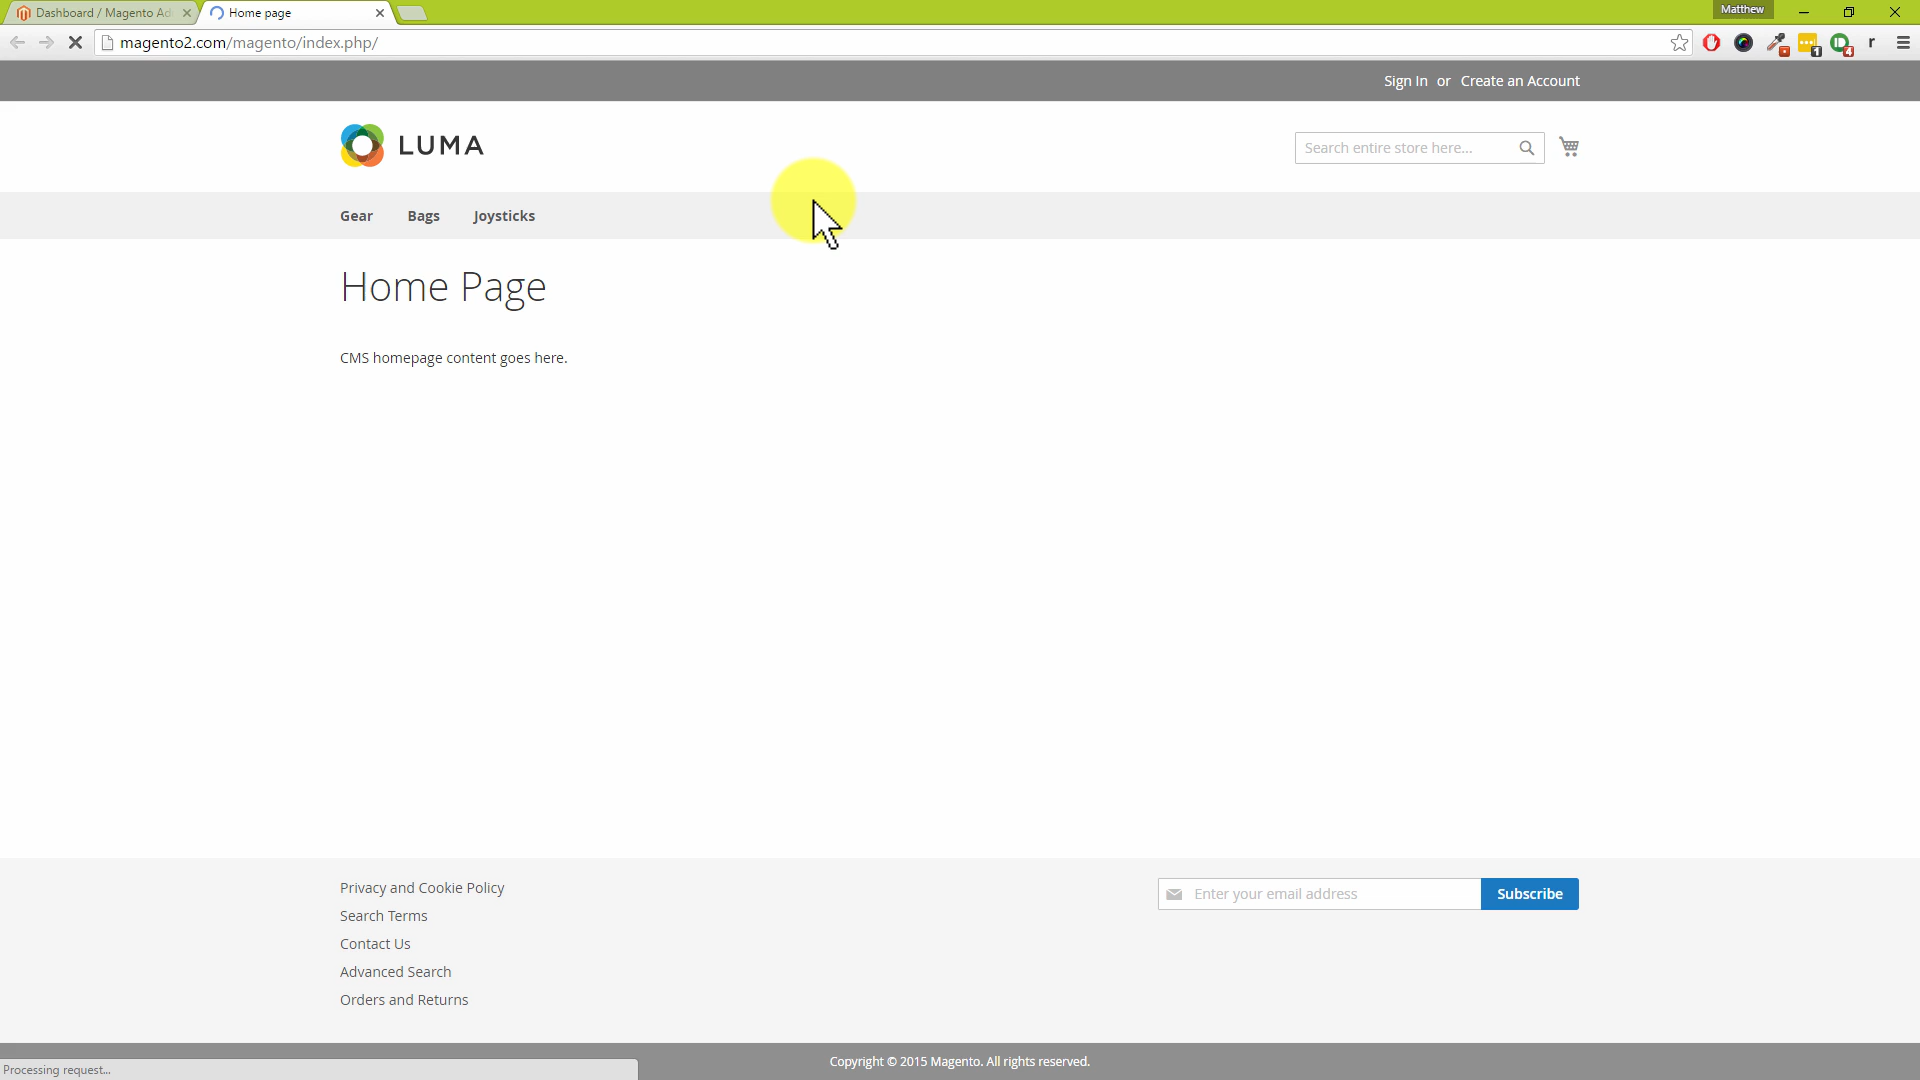 Dashboard / Magento Ad
Home page
Matthew
magento2.com/magento/index.php/
1
4
r
Sign In or Create an Account
LUMA
Search entire store here...
Gear Bags Joysticks
Home Page
CMS homepage content goes here.
Privacy and Cookie Policy
Enter your email address
Subscribe
Search Terms
Contact Us
Advanced Search
Orders and Returns
Copyright © 2015 Magento. All rights reserved.
Processing request...